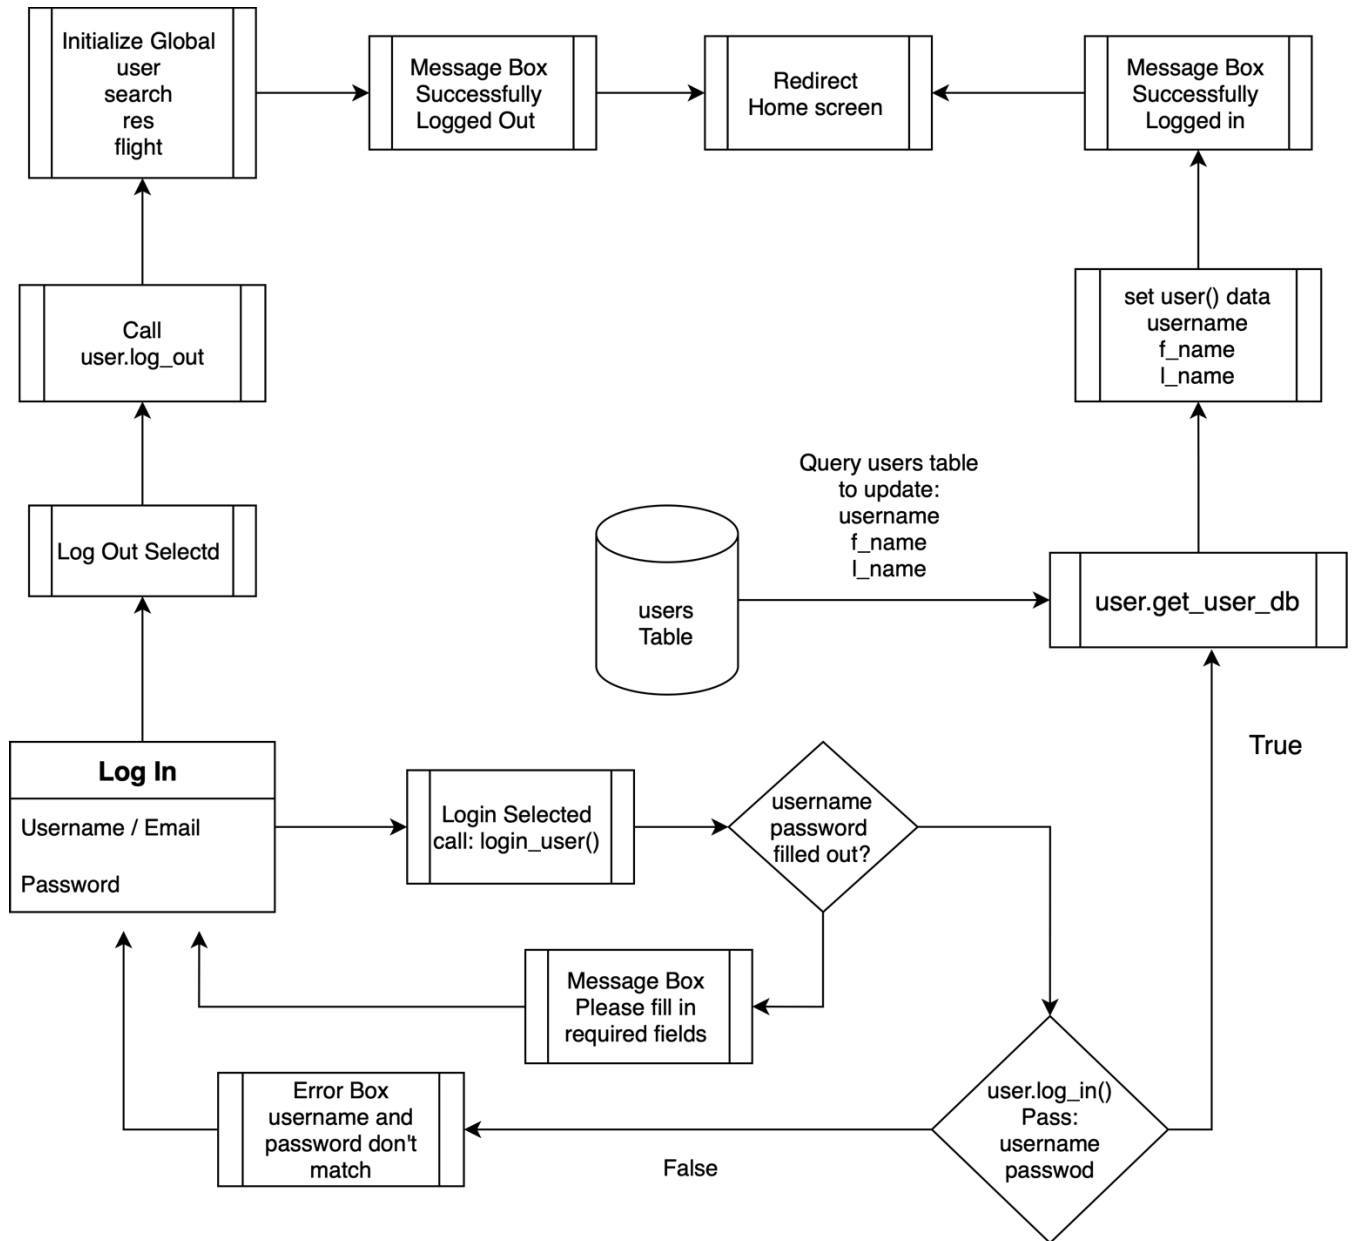 Initialize Global
user
search
res
flight
Message Box
Successfully
Logged Out
Redirect
Home screen
Message Box
Successfully
Logged in
Call
user.log_out
set user() data
username
f_name
l_name
Query users table
to update:
username
f_name
l_name
Log Out Selectd
users
Table
user.get_user_db
True
Log In
Username / Email
Password
Login Selected
call: login_user()
username
password
filled out?
Message Box
Please fill in
required fields
Error Box
username and
password don't
match
False
user.log_in()
Pass:
username
passwod